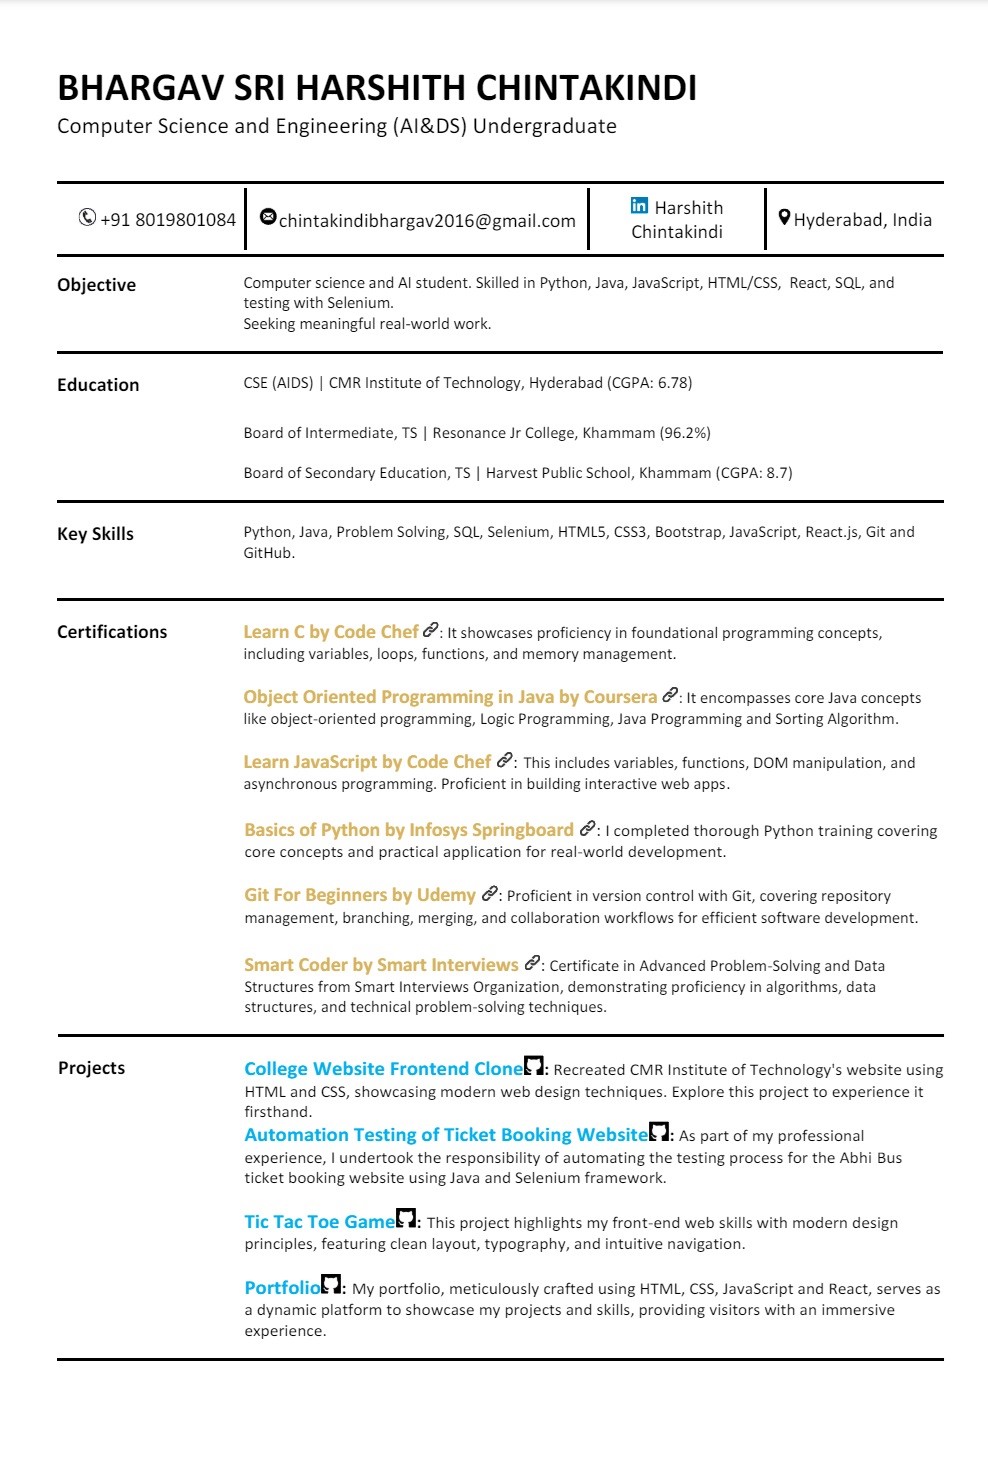 BHARGAV SRI HARSHITH CHINTAKINDI
Computer Science and Engineering (AI&DS) Undergraduate
+91 8019801084
chintakindibhargav2016@gmail.com
in Harshith
Chintakindi
Hyderabad, India
Objective
Computer science and AI student. Skilled in Python, Java, JavaScript, HTML/CSS, React, SQL, and
testing with Selenium.
Seeking meaningful real-world work.
Education
CSE (AIDS) | CMR Institute of Technology, Hyderabad (CGPA: 6.78)
Board of Intermediate, TS | Resonance Jr College, Khammam (96.2%)
Board of Secondary Education, TS | Harvest Public School, Khammam (CGPA: 8.7)
Key Skills
Python, Java, Problem Solving, SQL, Selenium, HTML5, CSS3, Bootstrap, JavaScript, React.js, Git and
GitHub.
Certifications
Learn C by Code Chef : It showcases proficiency in foundational programming concepts,
including variables, loops, functions, and memory management.
Object Oriented Programming in Java by Coursera : It encompasses core Java concepts
like object-oriented programming, Logic Programming, Java Programming and Sorting Algorithm.
Learn JavaScript by Code Chef : This includes variables, functions, DOM manipulation, and
asynchronous programming. Proficient in building interactive web apps.
Basics of Python by Infosys Springboard : I completed thorough Python training covering
core concepts and practical application for real-world development.
Git For Beginners by Udemy : Proficient in version control with Git, covering repository
management, branching, merging, and collaboration workflows for efficient software development.
Smart Coder by Smart Interviews : Certificate in Advanced Problem-Solving and Data
Structures from Smart Interviews Organization, demonstrating proficiency in algorithms, data
structures, and technical problem-solving techniques.
Projects
College Website Frontend Clone : Recreated CMR Institute of Technology's website using
HTML and CSS, showcasing modern web design techniques. Explore this project to experience it
firsthand.
Automation Testing of Ticket Booking Website : As part of my professional
experience, I undertook the responsibility of automating the testing process for the Abhi Bus
ticket booking website using Java and Selenium framework.
Tic Tac Toe Game : This project highlights my front-end web skills with modern design
principles, featuring clean layout, typography, and intuitive navigation.
Portfolio : My portfolio, meticulously crafted using HTML, CSS, JavaScript and React, serves as
a dynamic platform to showcase my projects and skills, providing visitors with an immersive
experience.